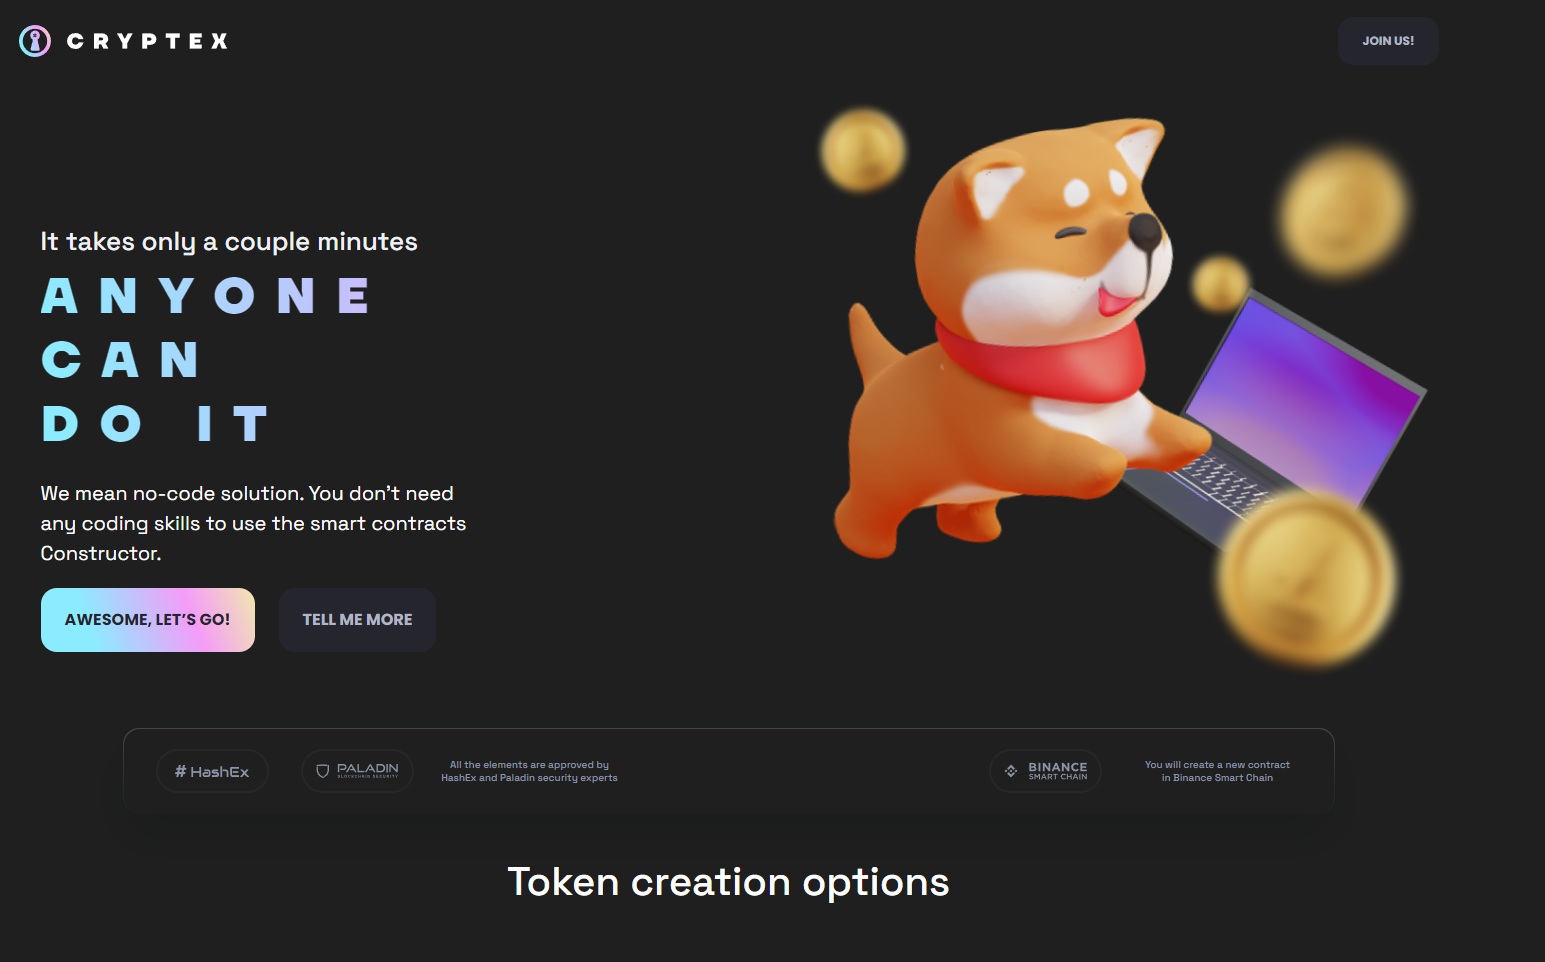 CRYPTEX
JOIN US!
It takes only a couple minutes
ANYONE
CAN
DO IT
We mean no-code solution. You don’t need
any coding skills to use the smart contracts
Constructor.
AWESOME, LET’S GO!
TELL ME MORE
# HashEx
PALADIN
BLOCKCHAIN SECURITY
All the elements are approved by
HashEx and Paladin security experts
BINANCE
SMART CHAIN
You will create a new contract
in Binance Smart Chain
Token creation options